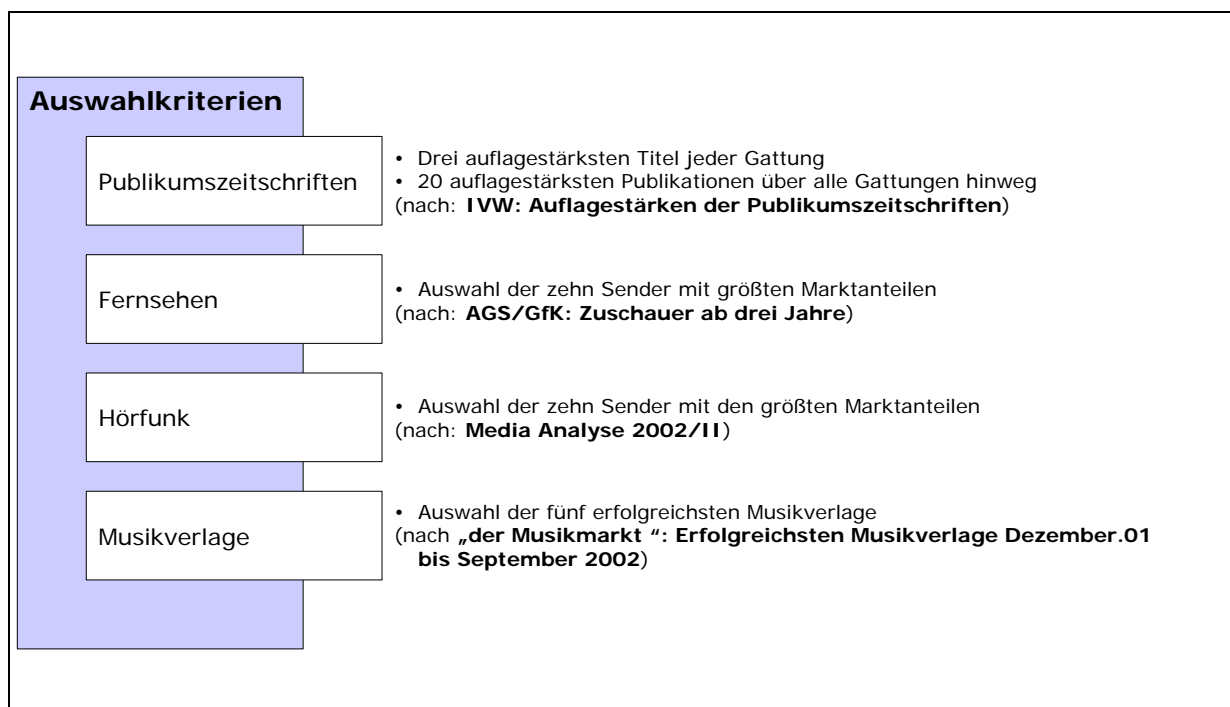 Auswahlkriterien
Publikumszeitschriften
• Drei auflagestärksten Titel jeder Gattung
• 20 auflagestärksten Publikationen über alle Gattungen hinweg
(nach: IVW: Auflagestärken der Publikumszeitschriften)
Fernsehen
• Auswahl der zehn Sender mit größten Marktanteilen
(nach: AGS/GfK: Zuschauer ab drei Jahre)
Hörfunk
• Auswahl der zehn Sender mit den größten Marktanteilen
(nach: Media Analyse 2002/II)
Musikverlage
• Auswahl der fünf erfolgreichsten Musikverlage
(nach „der Musikmarkt “: Erfolgreichsten Musikverlage Dezember.01
bis September 2002)